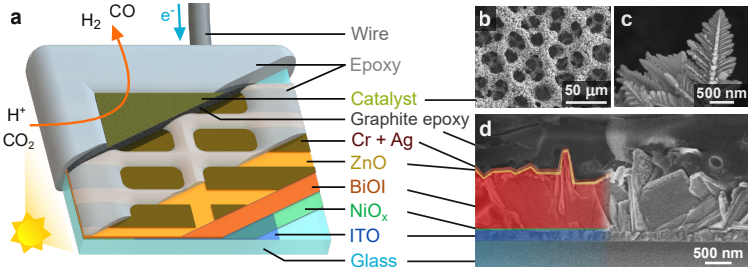 a
H₂
CO
e⁻
H⁺
CO₂
Wire
Epoxy
Catalyst
Graphite epoxy
Cr + Ag
ZnO
BiOI
NiOₓ
ITO
Glass
b
50 µm
c
500 nm
d
500 nm